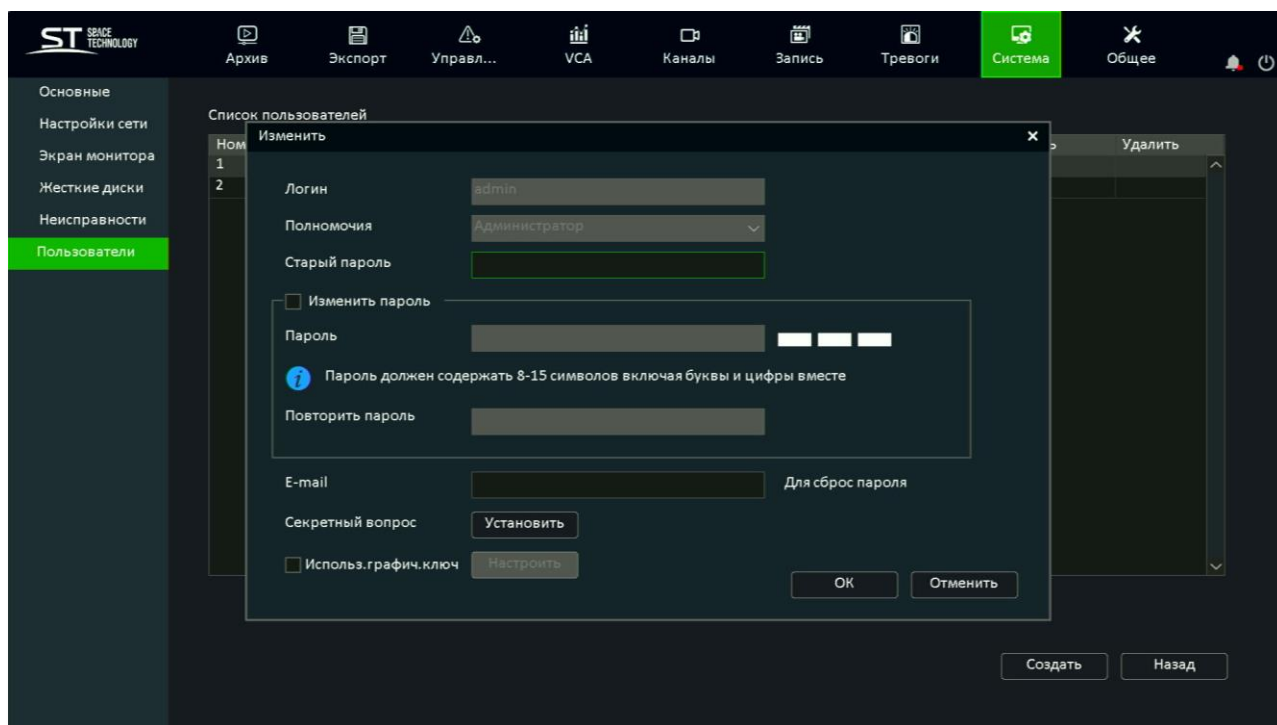 ST SPACE TECHNOLOGY
Архив
Экспорт
Управл...
VCA
Каналы
Запись
Тревоги
Система
Общее
Основные
Настройки сети
Экран монитора
Жесткие диски
Неисправности
Пользователи
Список пользователей
Ном
ь
Удалить
1
2
Изменить
Логин
admin
Полномочия
Администратор
Старый пароль
Изменить пароль
Пароль
Пароль должен содержать 8-15 символов включая буквы и цифры вместе
Повторить пароль
E-mail
Для сброс пароля
Секретный вопрос
Установить
Использ.графич.ключ
Настроить
ОК
Отменить
Создать
Назад